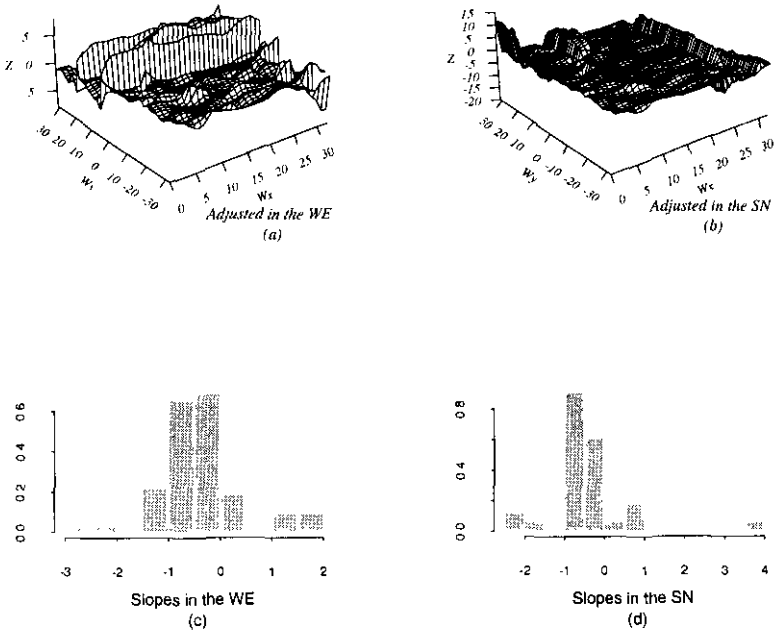 5
Z 0
5
30 20 10 0 -10 -20 -30
0 5 10 15 20 25 30
Wx
Adjusted in the WE
(a)
15
10
5
Z 0
-5
-10
-15
-20
30 20 10 0 -10 -20 -30
Wy
0 5 10 15 20 25 30
Adjusted in the SN
(b)
0.6
0.4
0.2
0.0
-3 -2 -1 0 1 2
Slopes in the WE
(c)
0.8
0.4
0.0
-2 -1 0 1 2 3 4
Slopes in the SN
(d)